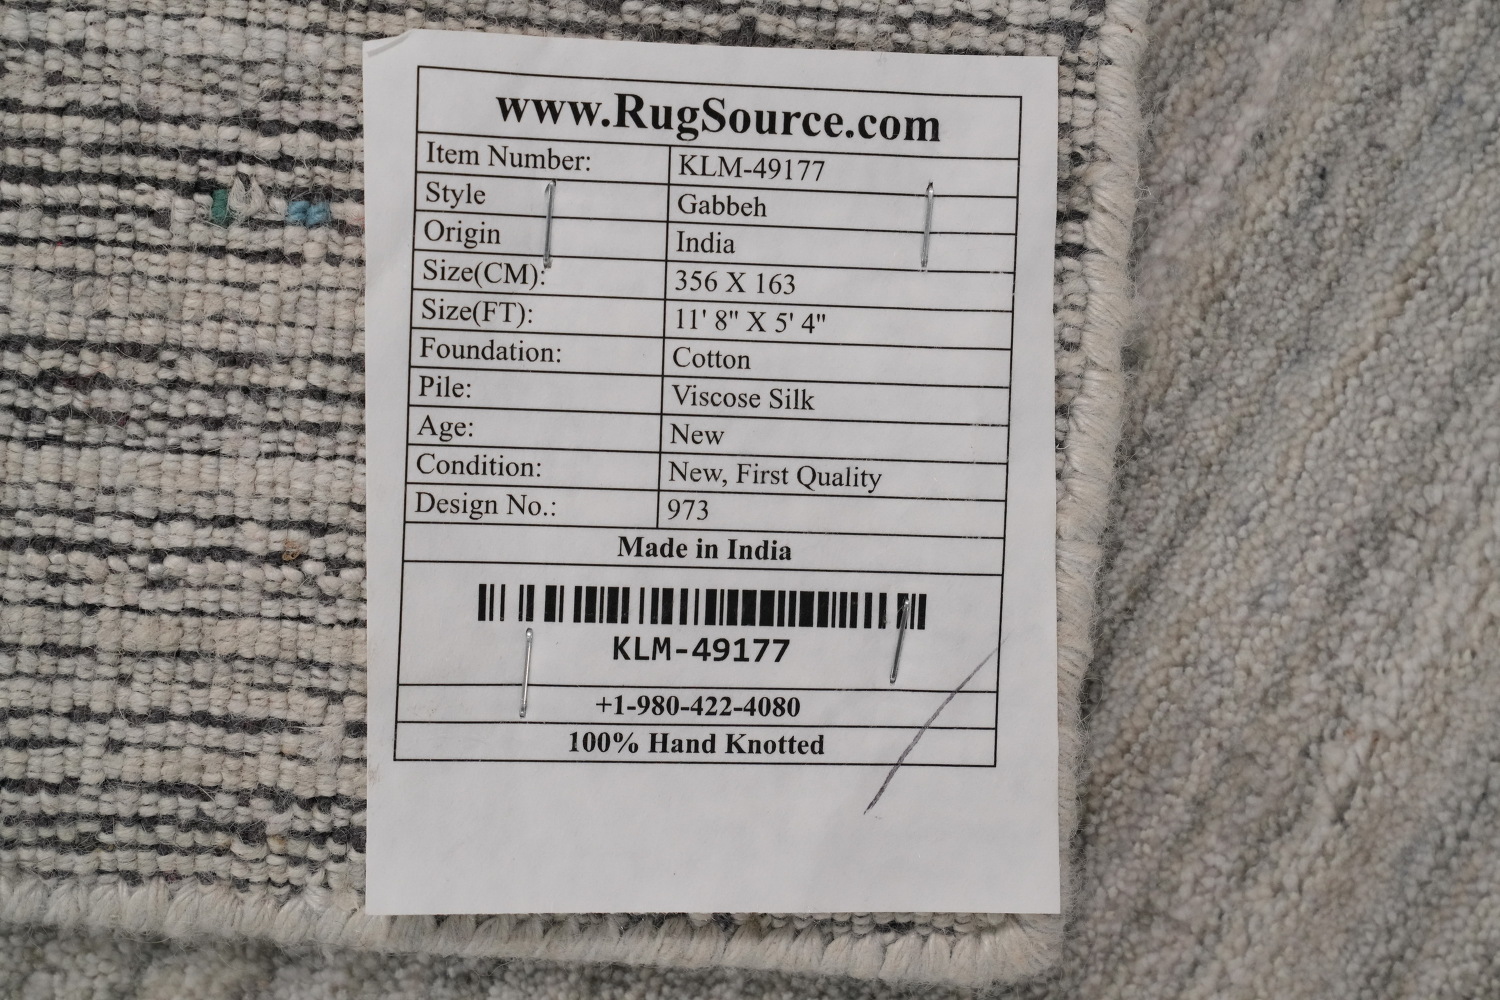 www.RugSource.com
Item Number: KLM-49177
Style Gabbeh
Origin India
Size(CM): 356 X 163
Size(FT): 11' 8" X 5' 4"
Foundation: Cotton
Pile: Viscose Silk
Age: New
Condition: New, First Quality
Design No.: 973
Made in India
KLM-49177
+1-980-422-4080
100% Hand Knotted